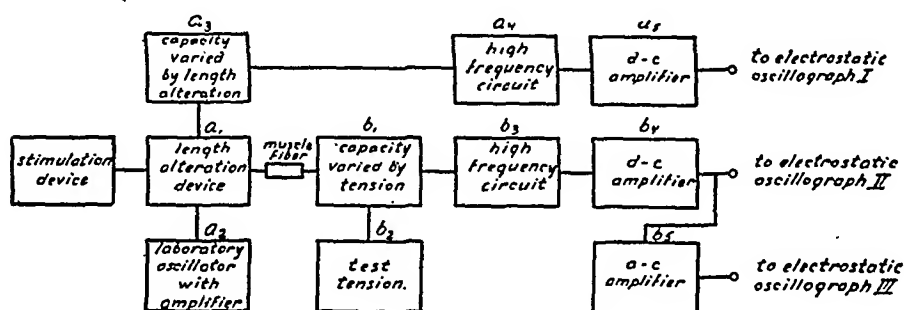 a3
capacity
varied
by length
alteration
a4
high
frequency
circuit
a5
d-c
amplifier
to electrostatic
oscillograph I
stimulation
device
a1
length
alteration
device
muscle
fiber
b1
capacity
varied by
tension
b3
high
frequency
circuit
b4
d-c
amplifier
to electrostatic
oscillograph II
a2
laboratory
oscillator
with
amplifier
b2
test
tension.
b5
a-c
amplifier
to electrostatic
oscillograph III